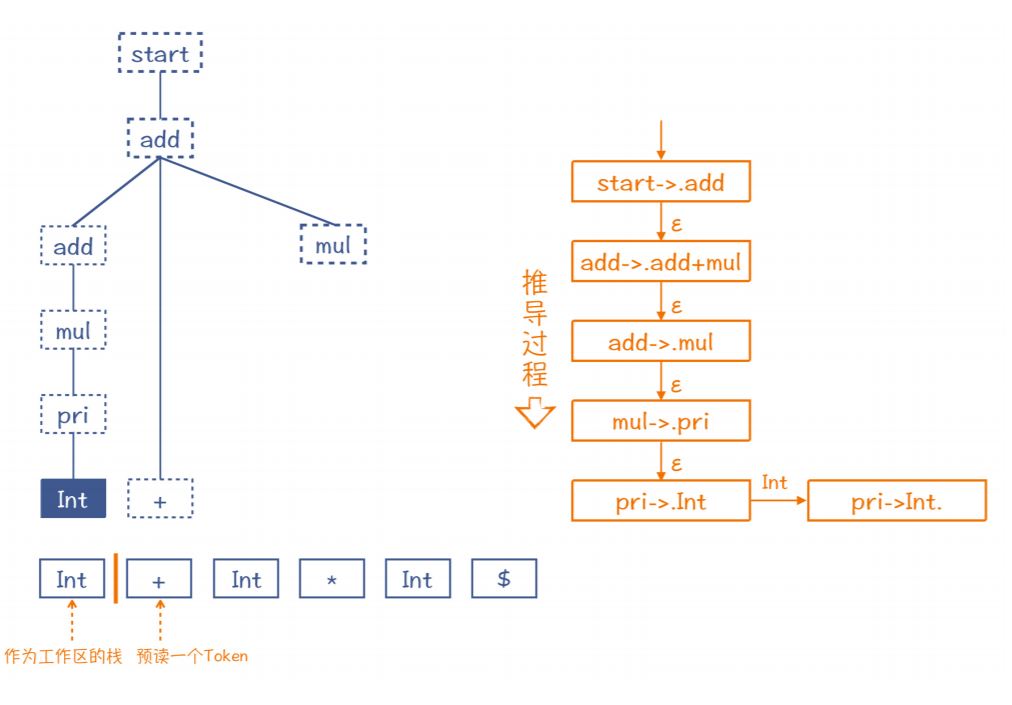 start
add
add
mul
mul
pri
Int
+
Int
+
Int
*
Int
$
作为工作区的栈
预读一个Token
推导过程
start->.add
ε
add->.add+mul
ε
add->.mul
ε
mul->.pri
ε
pri->.Int
Int
pri->Int.